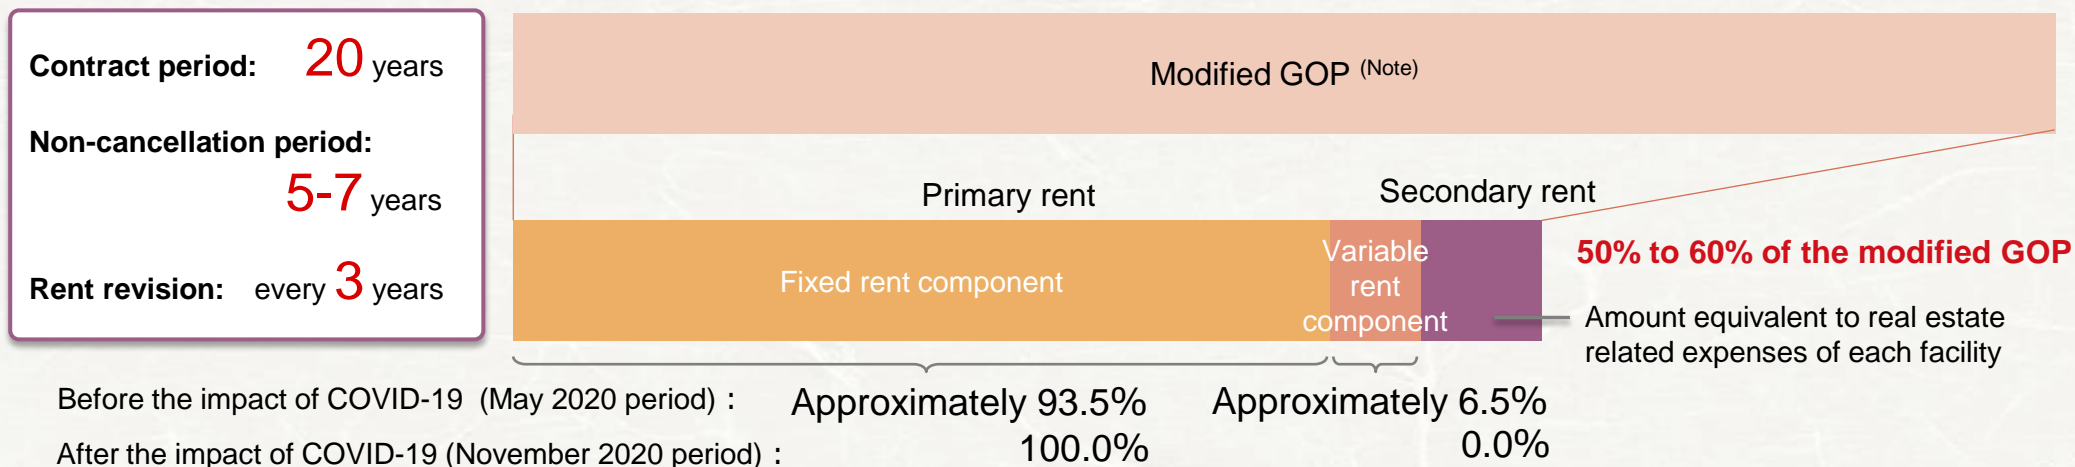 Contract period: 20 years
Non-cancellation period:
5-7 years
Rent revision: every 3 years
Modified GOP (Note)
Primary rent
Secondary rent
Fixed rent component
Variable
rent
component
50% to 60% of the modified GOP
Amount equivalent to real estate
related expenses of each facility
Before the impact of COVID-19 (May 2020 period) : Approximately 93.5% Approximately 6.5%
After the impact of COVID-19 (November 2020 period) : 100.0% 0.0%